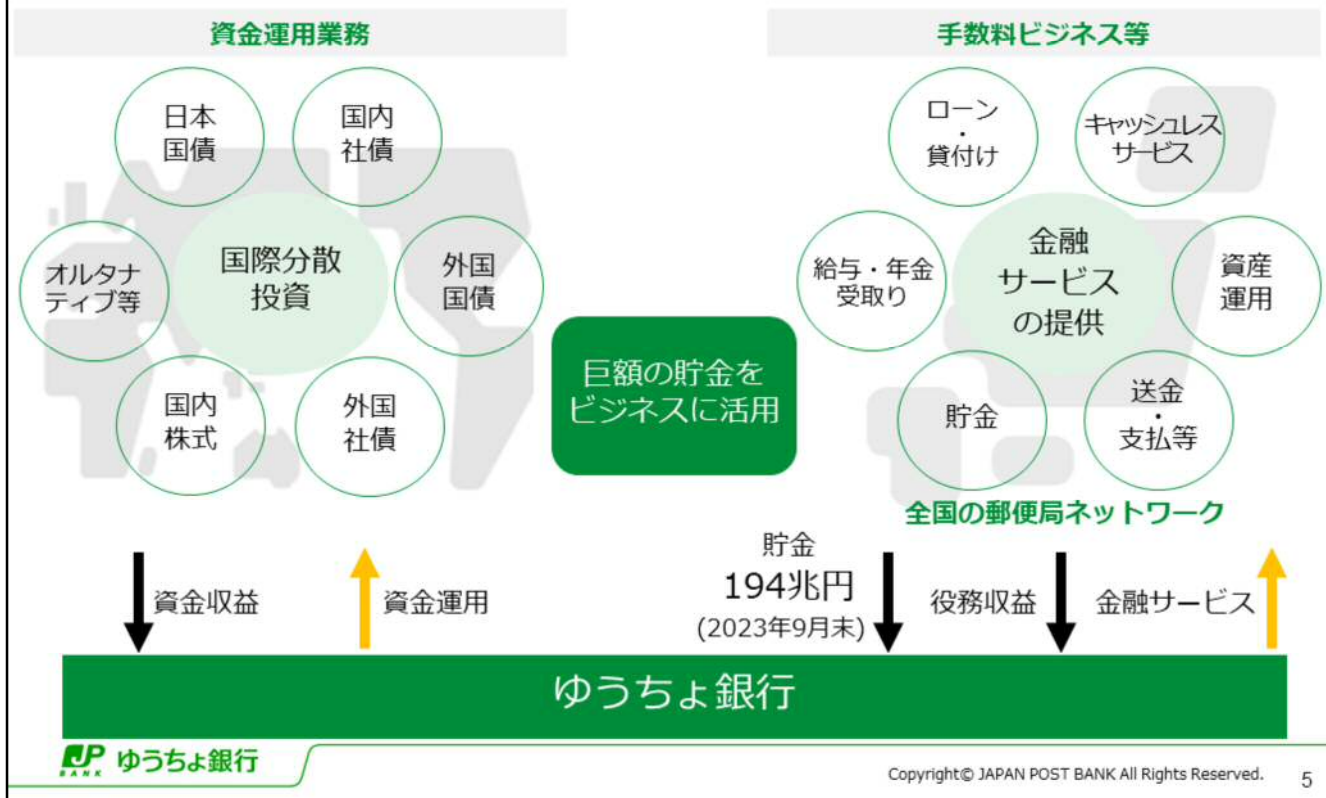 資金運用業務
手数料ビジネス等
日本
国債
国内
社債
オルタナ
ティブ等
国際分散
投資
外国
国債
国内
株式
外国
社債
巨額の貯金を
ビジネスに活用
ローン
・
貸付け
キャッシュレス
サービス
給与・年金
受取り
金融
サービス
の提供
資産
運用
貯金
送金
・
支払等
全国の郵便局ネットワーク
資金収益
資金運用
貯金
194兆円
(2023年9月末)
役務収益
金融サービス
ゆうちょ銀行
JP
BANK
ゆうちょ銀行
Copyright© JAPAN POST BANK All Rights Reserved.
5